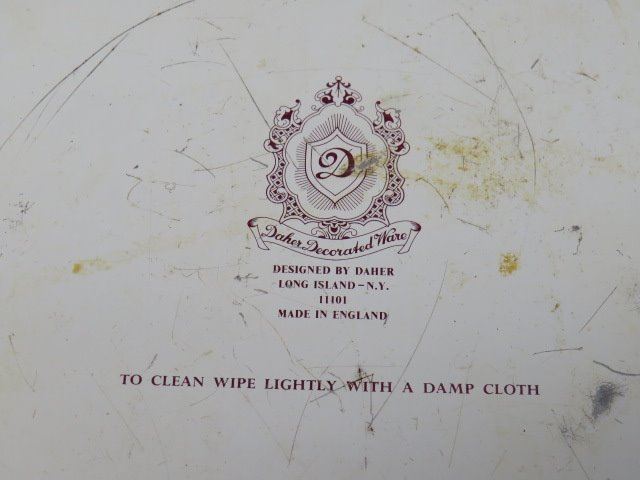 D
Daher Decorated Ware
DESIGNED BY DAHER
LONG ISLAND-N.Y.
11101
MADE IN ENGLAND
TO CLEAN WIPE LIGHTLY WITH A DAMP CLOTH